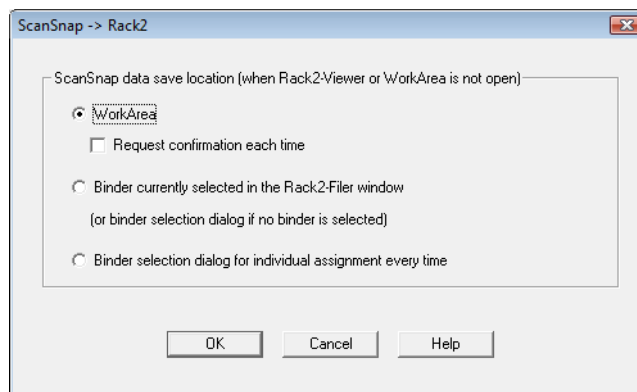 ScanSnap -> Rack2
ScanSnap data save location (when Rack2-Viewer or WorkArea is not open)
WorkArea
Request confirmation each time
Binder currently selected in the Rack2-Filer window
(or binder selection dialog if no binder is selected)
Binder selection dialog for individual assignment every time
OK Cancel Help